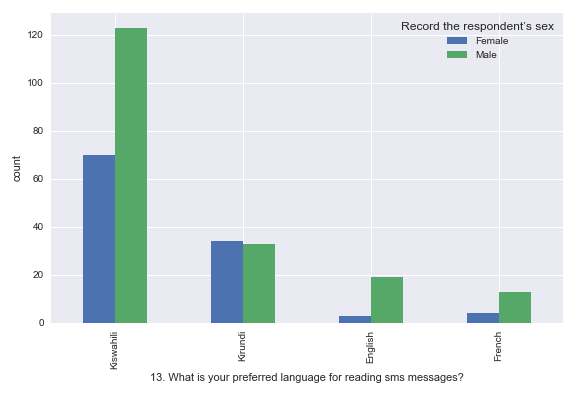 Record the respondent's sex
Female
Male
120
100
80
60
40
20
0
count
Kiswahili
Kirundi
English
French
13. What is your preferred language for reading sms messages?